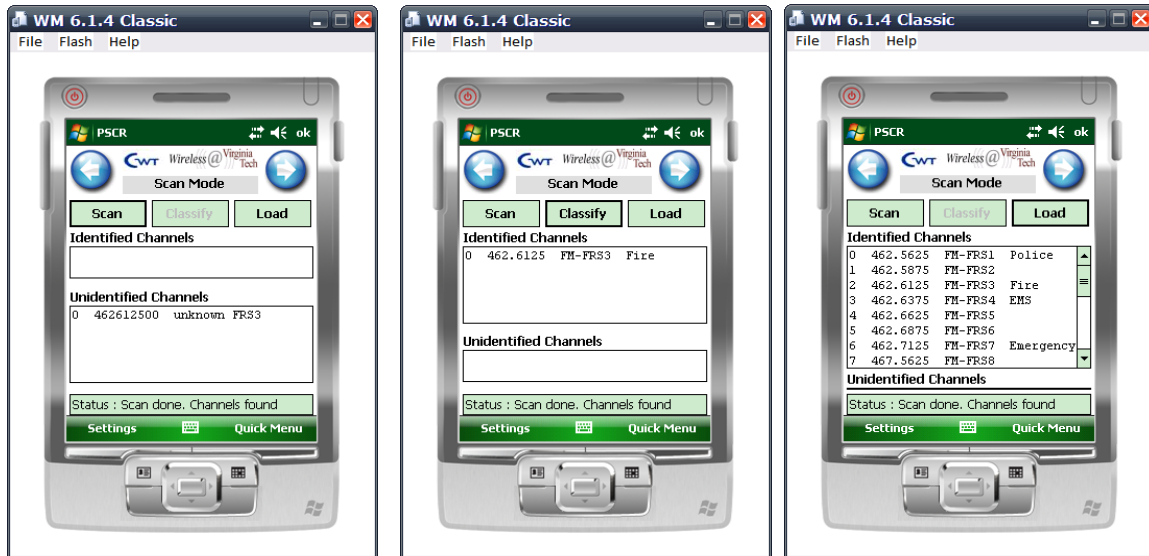 WM 6.1.4 Classic
File Flash Help
PSCR ok
CWT Wireless @ Virginia Tech
Scan Mode
Scan Classify Load
Identified Channels
Unidentified Channels
0 462612500 unknown FRS3
Status : Scan done. Channels found
Settings Quick Menu
WM 6.1.4 Classic
File Flash Help
PSCR ok
CWT Wireless @ Virginia Tech
Scan Mode
Scan Classify Load
Identified Channels
0 462.6125 FM-FRS3 Fire
Unidentified Channels
Status : Scan done. Channels found
Settings Quick Menu
WM 6.1.4 Classic
File Flash Help
PSCR ok
CWT Wireless @ Virginia Tech
Scan Mode
Scan Classify Load
Identified Channels
0 462.5625 FM-FRS1 Police
1 462.5875 FM-FRS2
2 462.6125 FM-FRS3 Fire
3 462.6375 FM-FRS4 EMS
4 462.6625 FM-FRS5
5 462.6875 FM-FRS6
6 462.7125 FM-FRS7 Emergency
7 467.5625 FM-FRS8
Unidentified Channels
Status : Scan done. Channels found
Settings Quick Menu